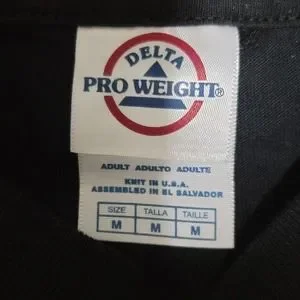 DELTA
PRO WEIGHT®
ADULT ADULTO ADULTE
KNIT IN U.S.A.
ASSEMBLED IN EL SALVADOR
SIZE TALLA TAILLE
M M M